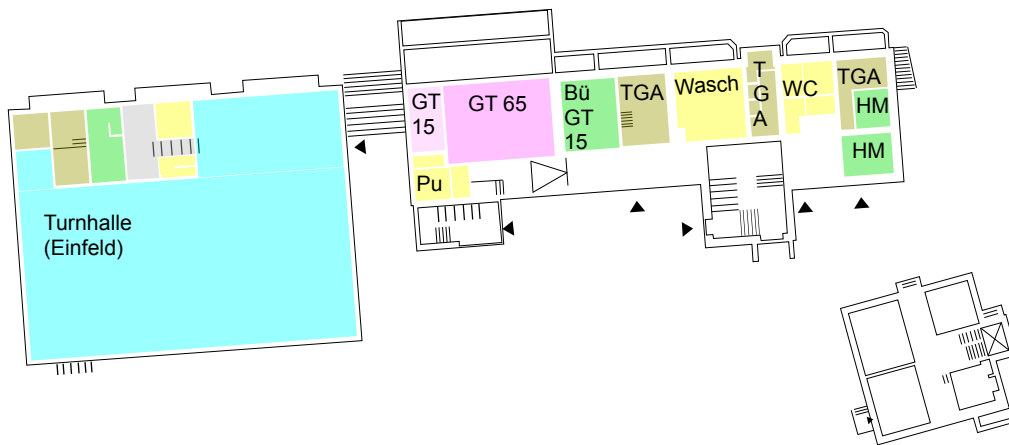 Turnhalle
(Einfeld)
GT
15
GT 65
Pu
Bü
GT
15
TGA
Wasch
T
G
A
WC
TGA
HM
HM